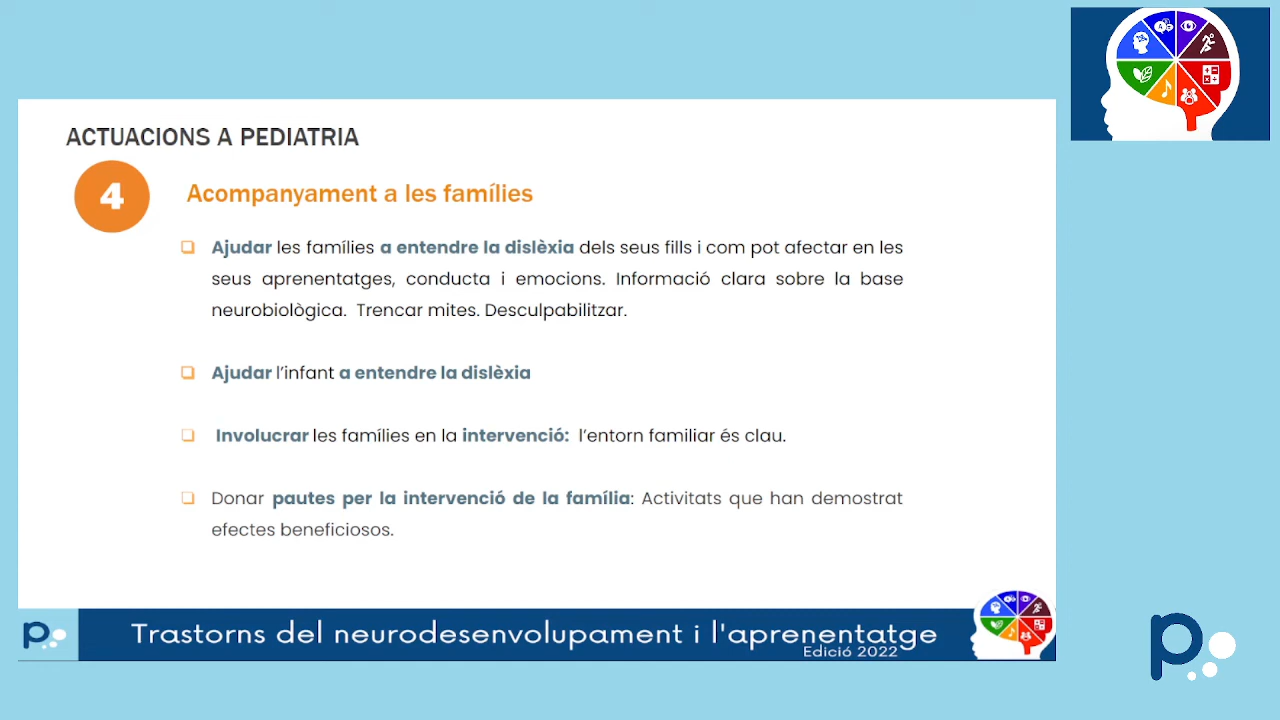 ACTUACIONS A PEDIATRIA
4
Acompanyament a les famílies
Ajudar les famílies a entendre la dislèxia dels seus fills i com pot afectar en les
seus aprenentatges, conducta i emocions. Informació clara sobre la base
neurobiològica. Trencar mites. Desculpabilitzar.
Ajudar l'infant a entendre la dislèxia
Involucrar les famílies en la intervenció: l'entorn familiar és clau.
Donar pautes per la intervenció de la família: Activitats que han demostrat
efectes beneficiosos.
p
Trastorns del neurodesenvolupament i l'aprenentatge
Edició 2022
p